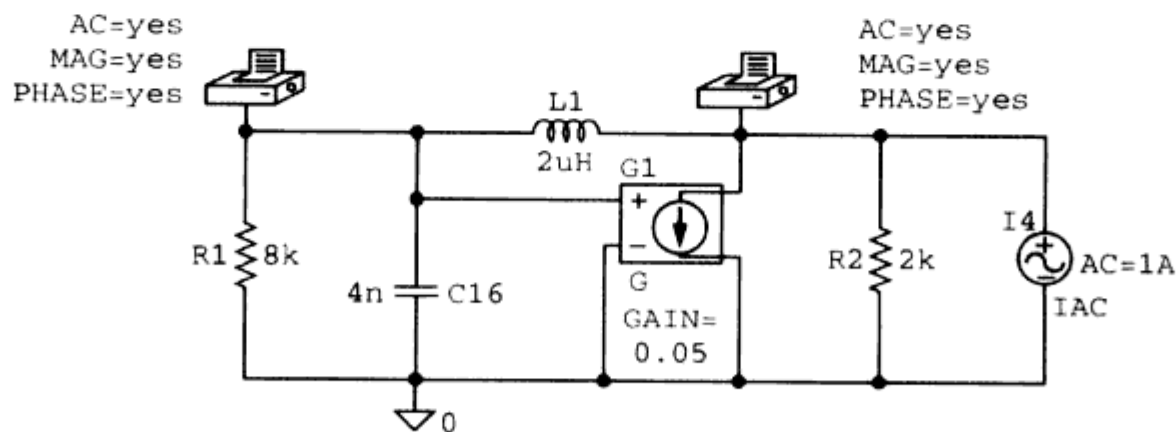 AC=yes
MAG=yes
PHASE=yes
AC=yes
MAG=yes
PHASE=yes
L1
2uH
G1
+
−
I4
+
−
R1
8k
R2
2k
AC=1A
4n
C16
G
IAC
GAIN=
0.05
0